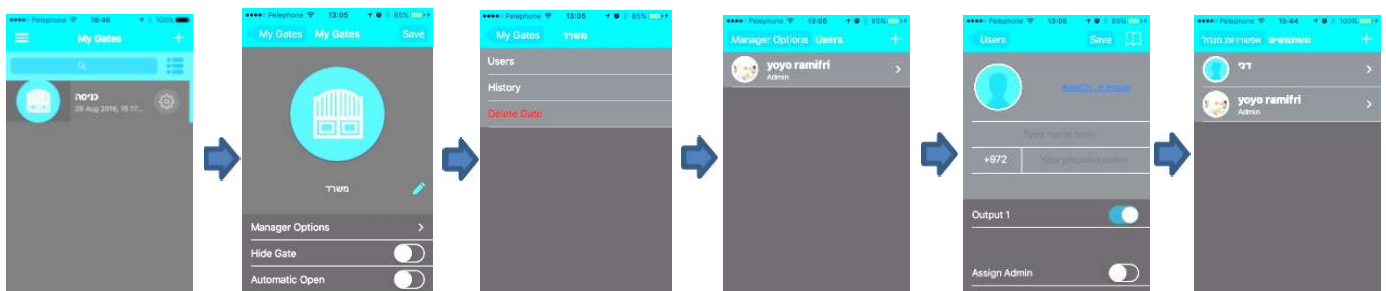 Pelephone 16:46 100%
My Gates +
כניסה
29 Aug 2019, 15:17...
Pelephone 13:05 85%
My Gates My Gates Save
משרד
Manager Options >
Hide Gate
Automatic Open
Pelephone 13:05 85%
My Gates משרד
Users
History
Delete Gate
Pelephone 13:05 85%
Manager Options Users +
yoyo ramifri >
Admin
Pelephone 13:05 85%
Users Save
Type name here
+972 Your phone number
Output 1
Assign Admin
Pelephone 15:44 100%
אפשרויות מנהל משתמשים +
דני >
yoyo ramifri >
Admin